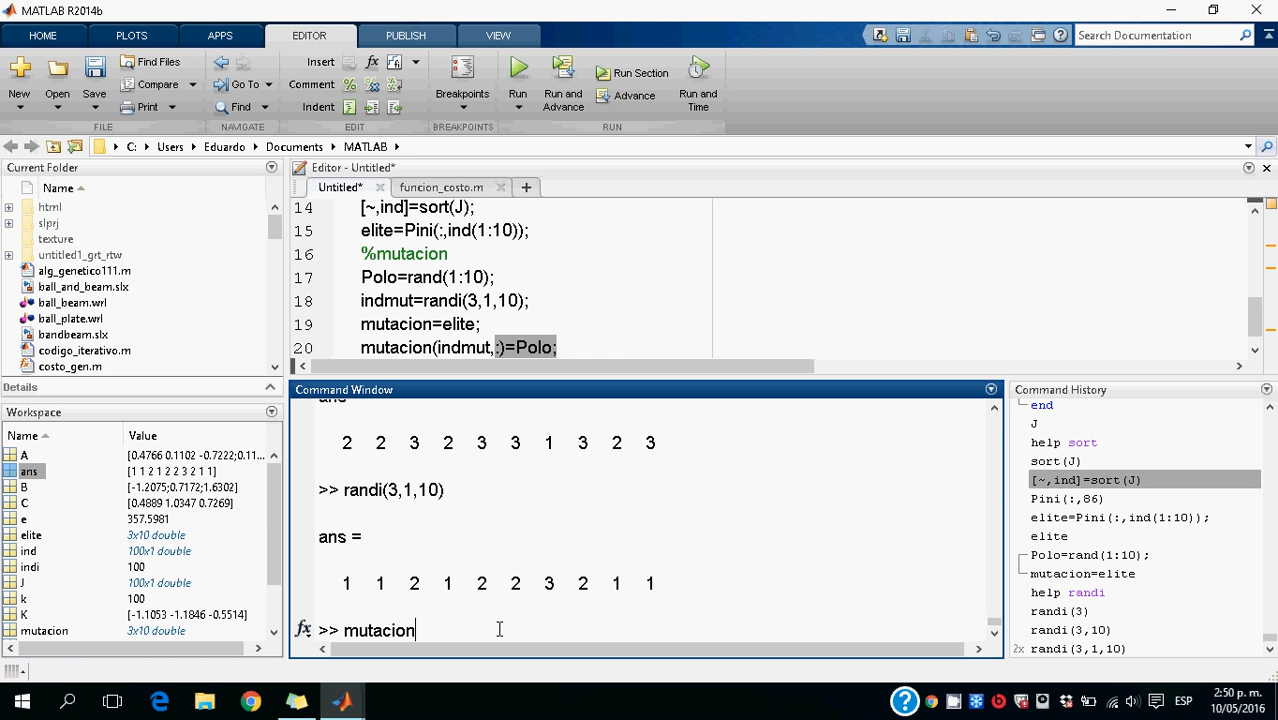 MATLAB R2014b
HOME PLOTS APPS EDITOR PUBLISH VIEW Search Documentation
New Open Save Find Files Compare Print Go To Find Insert fx Comment Indent Breakpoints Run Run and Advance Run Section Advance Run and Time
FILE NAVIGATE EDIT BREAKPOINTS RUN
C: Users Eduardo Documents MATLAB
Current Folder
Name
html
slprj
texture
untitled1_grt_rtw
alg_genetico111.m
ball_and_beam.slx
ball_beam.wrl
ball_plate.wrl
bandbeam.slx
codigo_iterativo.m
costo_gen.m
Details
Workspace
Name Value
A [0.4766 0.1102 -0.7222;0.11...
ans [1 1 2 1 2 2 3 2 1 1]
B [-1.2075;0.7172;1.6302]
C [0.4889 1.0347 0.7269]
e 357.5981
elite 3x10 double
ind 100x1 double
indi 100
J 100x1 double
k 100
K [-1.1053 -1.1846 -0.5514]
mutacion 3x10 double
Editor - Untitled*
Untitled* funcion_costo.m
14 [~,ind]=sort(J);
15 elite=Pini(:,ind(1:10));
16 %mutacion
17 Polo=rand(1:10);
18 indmut=randi(3,1,10);
19 mutacion=elite;
20 mutacion(indmut,:)=Polo;
Command Window
2 2 3 2 3 3 1 3 2 3
>> randi(3,1,10)
ans =
1 1 2 1 2 2 3 2 1 1
fx >> mutacion
Command History
end
J
help sort
sort(J)
[~,ind]=sort(J)
Pini(:,86)
elite=Pini(:,ind(1:10));
elite
Polo=rand(1:10);
mutacion=elite
help randi
randi(3)
randi(3,10)
2x randi(3,1,10)
ESP
2:50 p. m.
10/05/2016